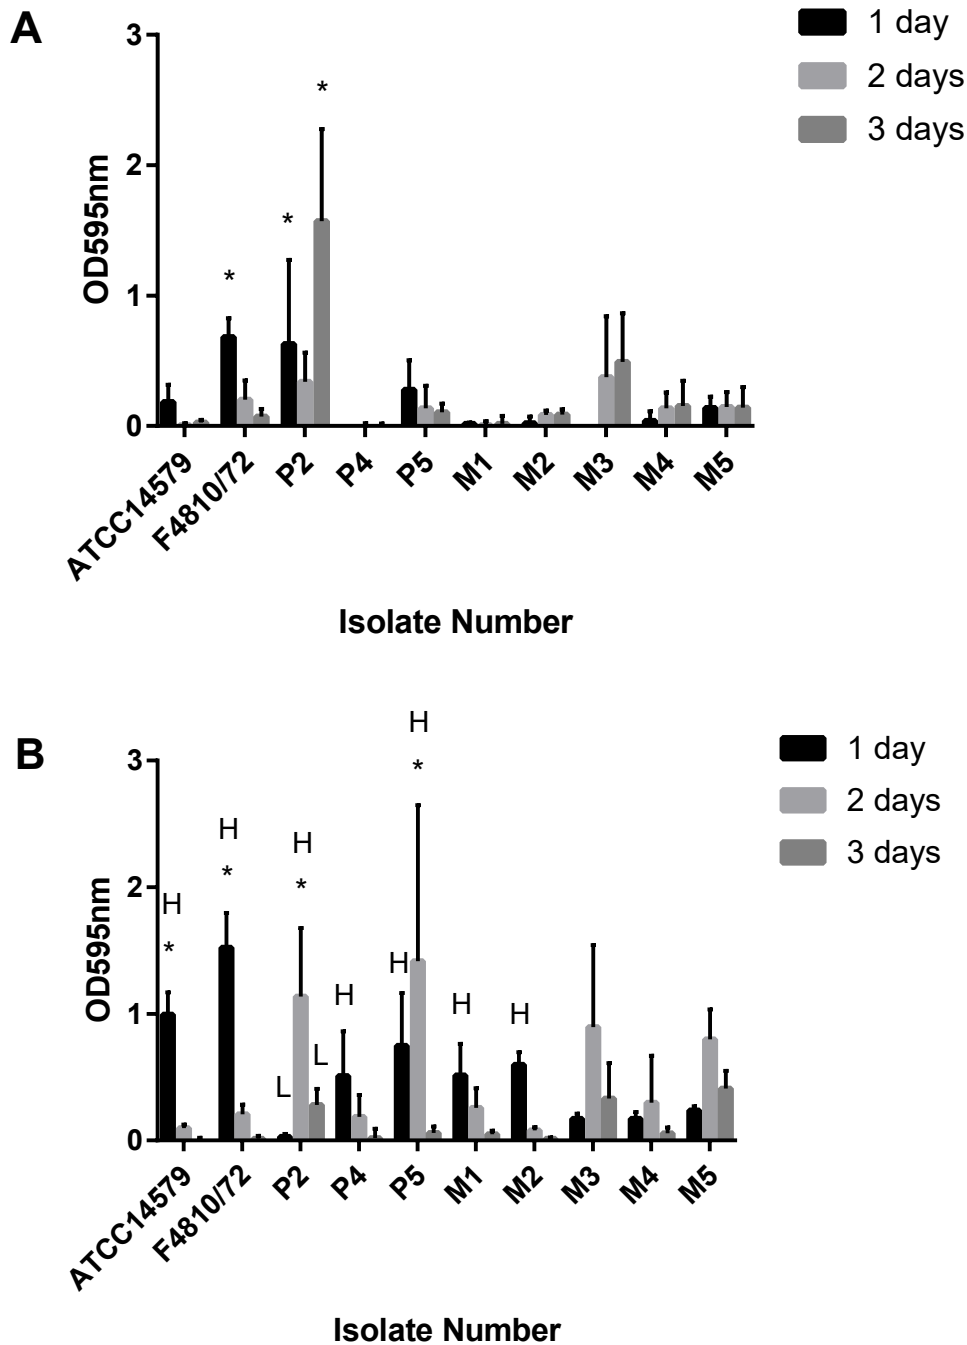 A
1 day
2 days
3 days
3
2
1
0
OD595nm
*
*
*
ATCC14579
F4810/72
P2
P4
P5
M1
M2
M3
M4
M5
Isolate Number
B
1 day
2 days
3 days
3
2
1
0
OD595nm
H
*
H
*
L
H
*
L
H
H
H
*
H
H
ATCC14579
F4810/72
P2
P4
P5
M1
M2
M3
M4
M5
Isolate Number